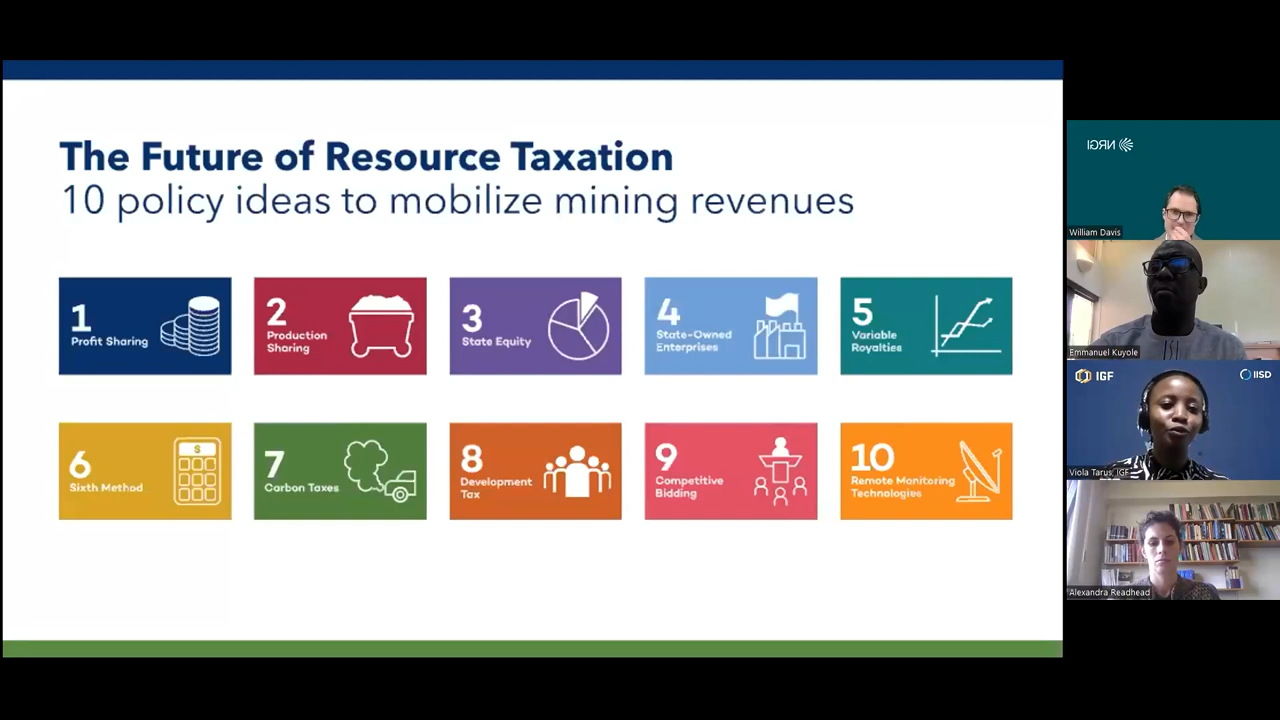 The Future of Resource Taxation
10 policy ideas to mobilize mining revenues
1
Profit Sharing
2
Production
Sharing
3
State Equity
4
State-Owned
Enterprises
5
Variable
Royalties
6
Sixth Method
$
7
Carbon Taxes
8
Development
Tax
9
Competitive
Bidding
10
Remote Monitoring
Technologies
NRGI
William Davis
Emmanuel Kuyole
IGF
IISD
Viola Tarus, IGF
Alexandra Readhead